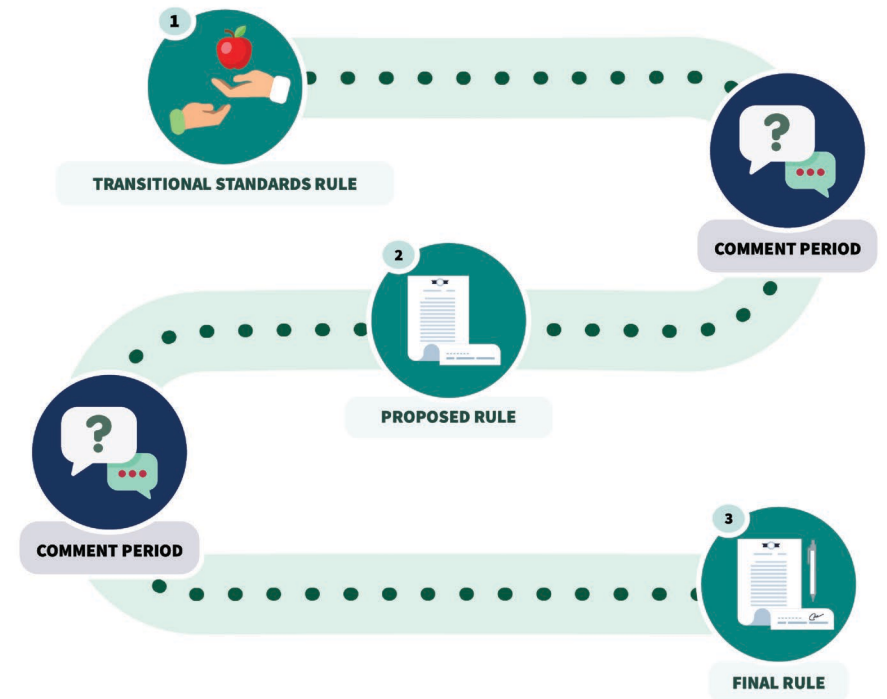 1
TRANSITIONAL STANDARDS RULE
?
COMMENT PERIOD
2
PROPOSED RULE
?
COMMENT PERIOD
3
FINAL RULE